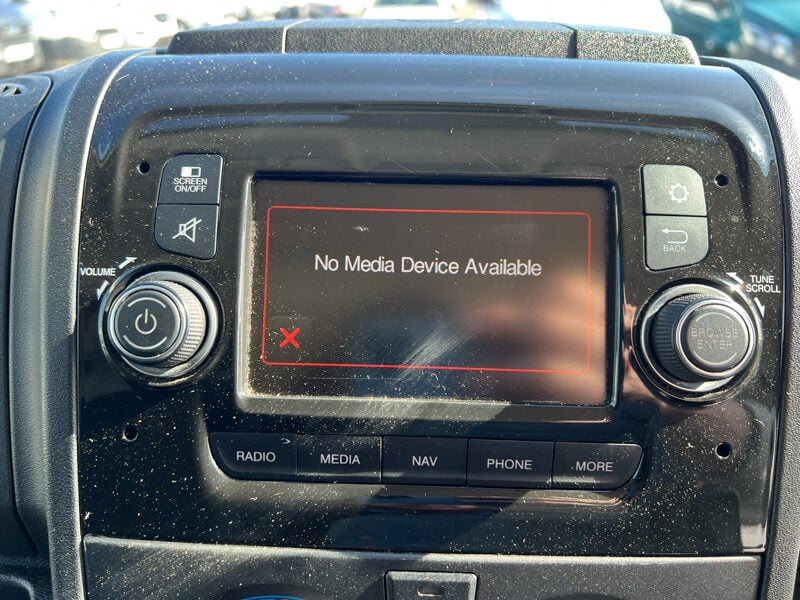 SCREEN
ON/OFF
VOLUME
No Media Device Available
BACK
TUNE
SCROLL
BROWSE
ENTER
RADIO
MEDIA
NAV
PHONE
MORE